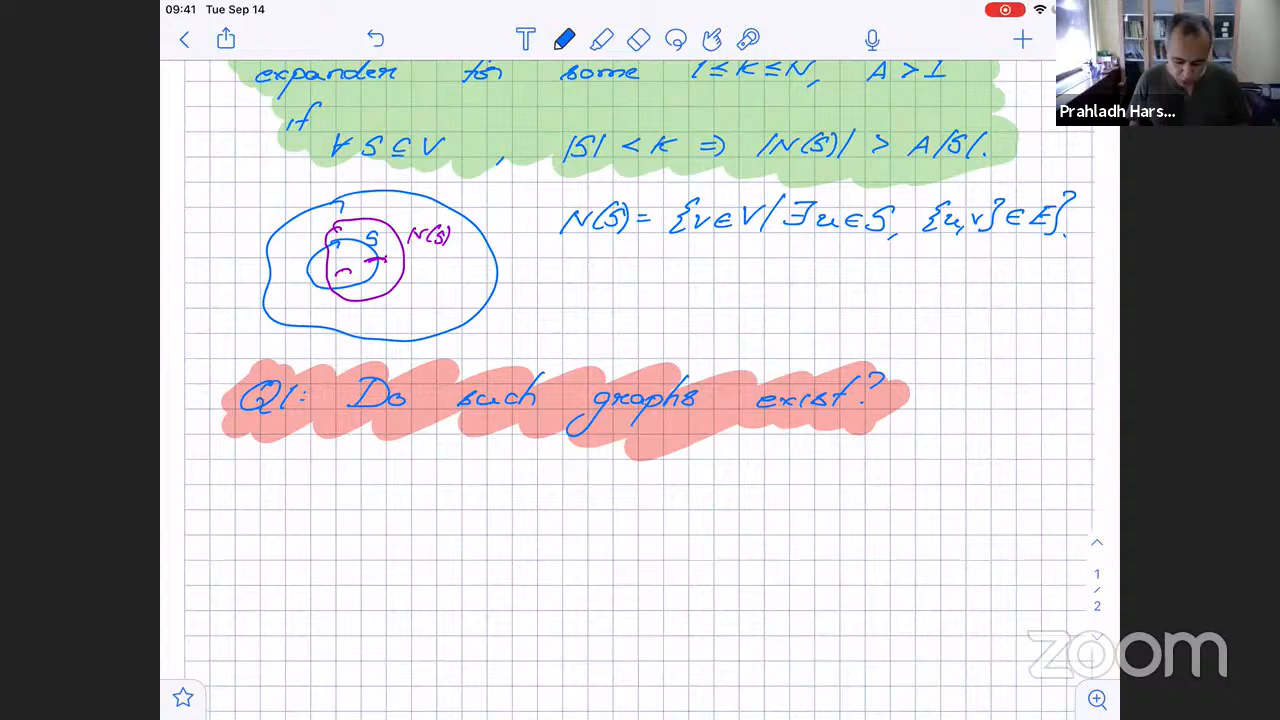 09:41 Tue Sep 14
expander for some 1 ≤ K ≤ N, A > 1
if
∀ S ⊆ V , |S| < K ⇒ |N(S)| > A|S|.
N(S) = {v ∈ V / ∃ u ∈ S, {u,v} ∈ E}.
S N(S)
Q1: Do such graphs exist?
Prahladh Hars...
1
/
2
zoom